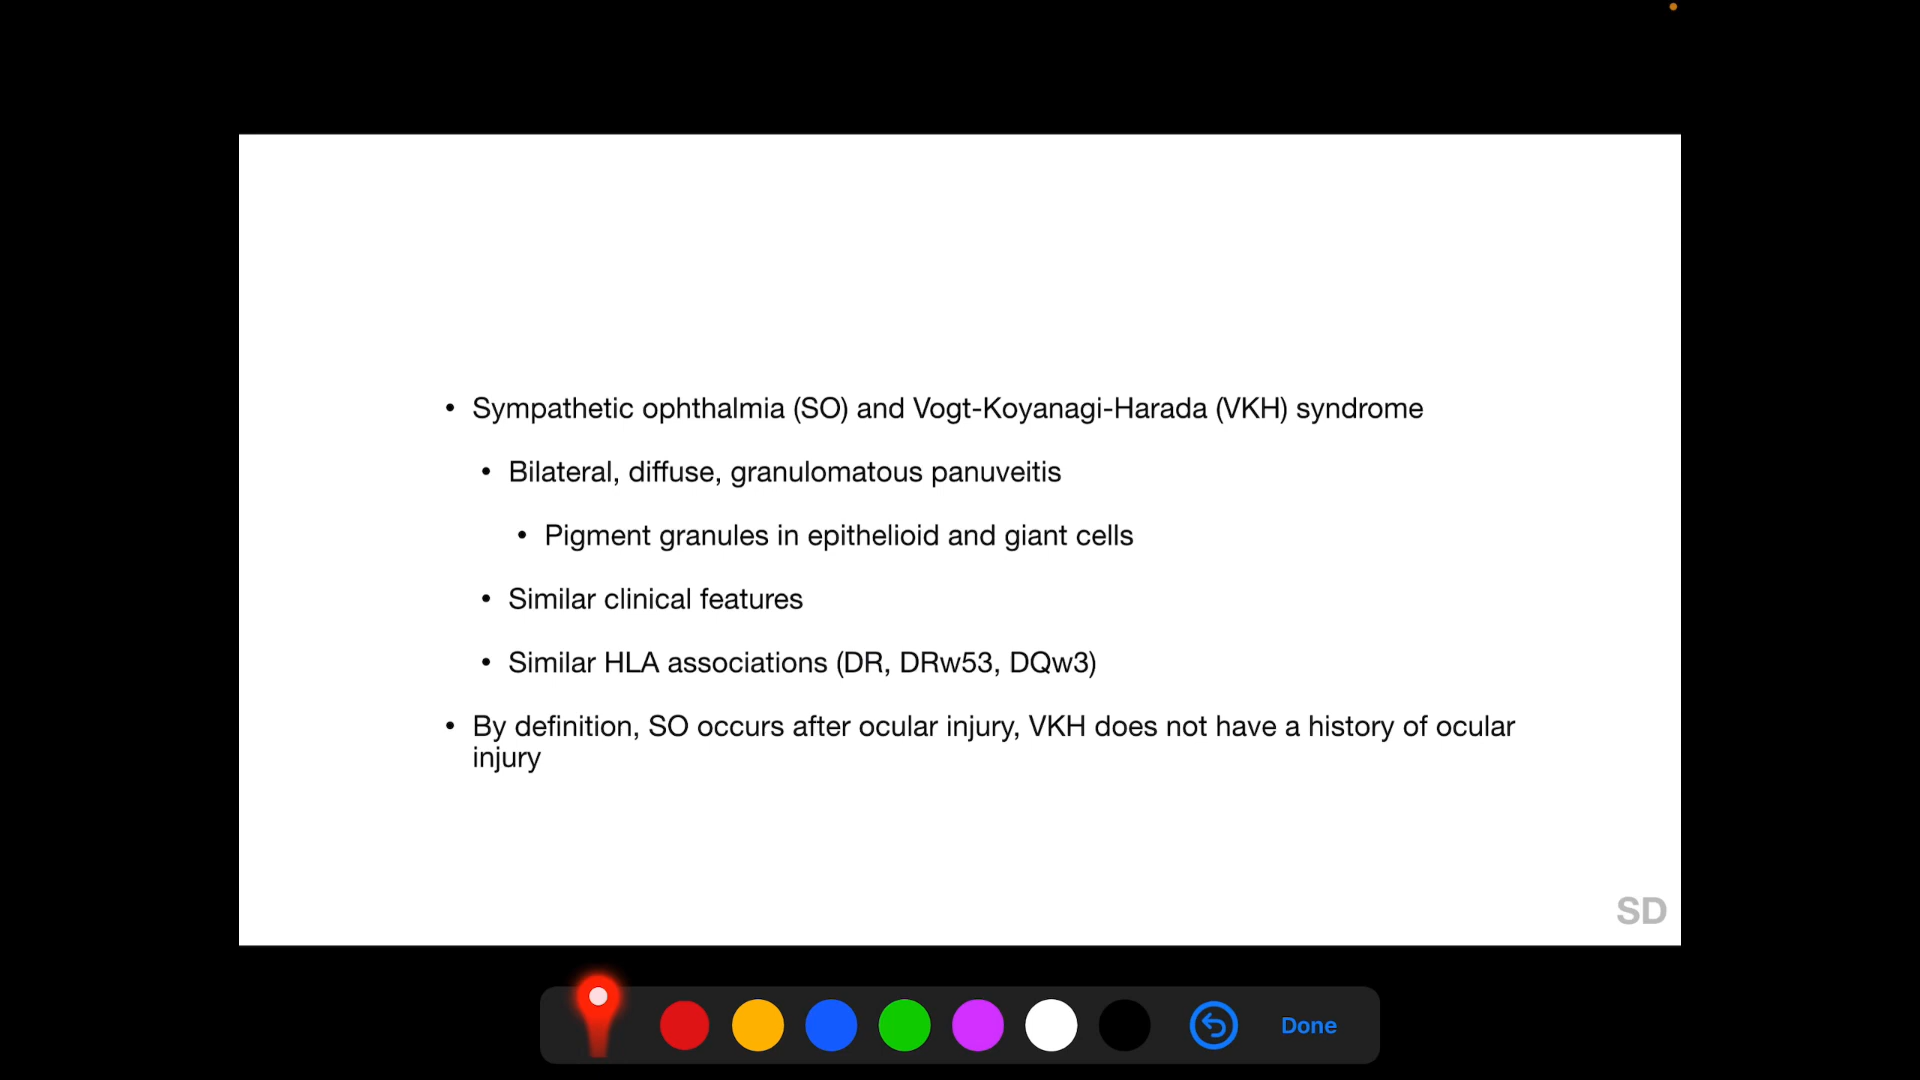 • Sympathetic ophthalmia (SO) and Vogt-Koyanagi-Harada (VKH) syndrome
• Bilateral, diffuse, granulomatous panuveitis
• Pigment granules in epithelioid and giant cells
• Similar clinical features
• Similar HLA associations (DR, DRw53, DQw3)
• By definition, SO occurs after ocular injury, VKH does not have a history of ocular
injury
SD
Done